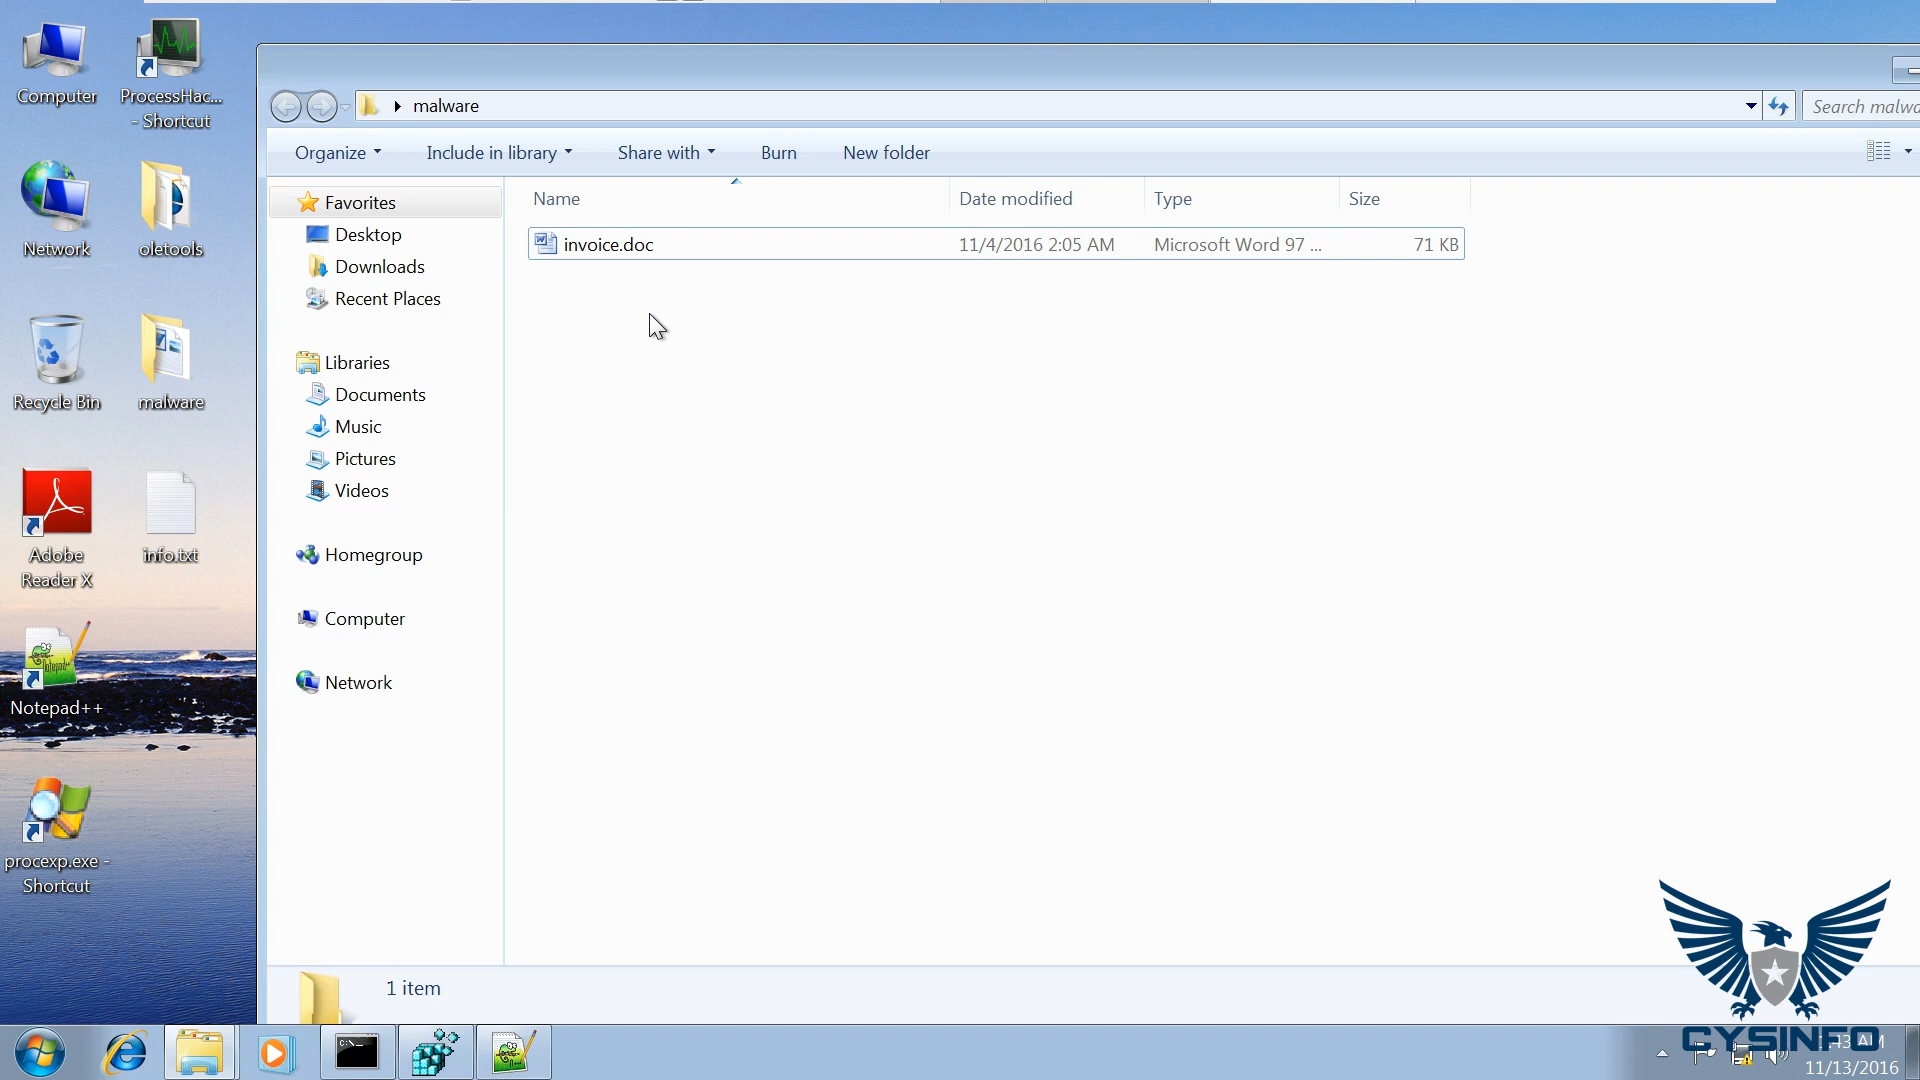 Computer
ProcessHac...
- Shortcut
Network
oletools
Recycle Bin
malware
Adobe
Reader X
info.txt
Notepad++
procexp.exe -
Shortcut
malware
Search malwa
Organize
Include in library
Share with
Burn
New folder
Name
Date modified
Type
Size
invoice.doc
11/4/2016 2:05 AM
Microsoft Word 97 ...
71 KB
Favorites
Desktop
Downloads
Recent Places
Libraries
Documents
Music
Pictures
Videos
Homegroup
Computer
Network
1 item
C:\_
CYSINFO
11/13/2016